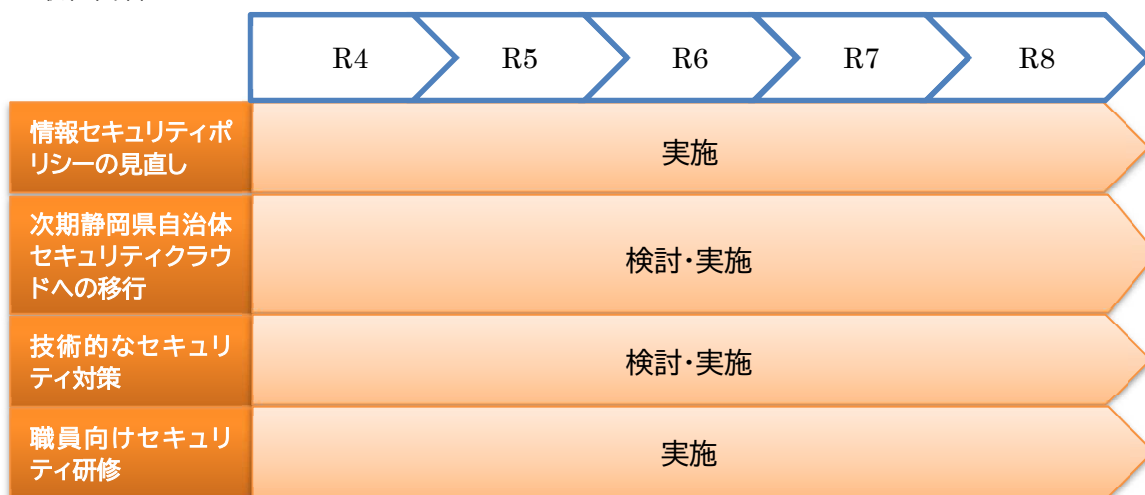 R4 R5 R6 R7 R8
情報セキュリティポ
リシーの見直し
実施
次期静岡県自治体
セキュリティクラウ
ドへの移行
検討・実施
技術的なセキュリ
ティ対策
検討・実施
職員向けセキュリ
ティ研修
実施